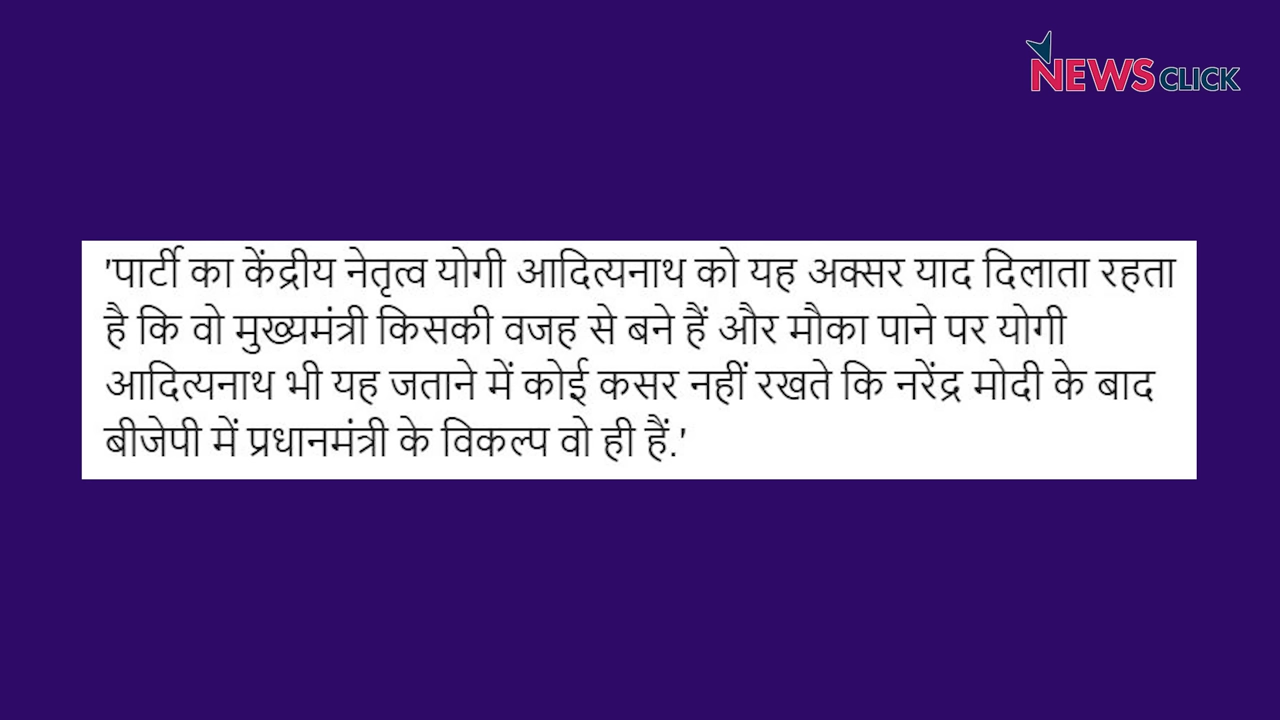 NEWSCLICK
'पार्टी का केंद्रीय नेतृत्व योगी आदित्यनाथ को यह अक्सर याद दिलाता रहता
है कि वो मुख्यमंत्री किसकी वजह से बने हैं और मौका पाने पर योगी
आदित्यनाथ भी यह जताने में कोई कसर नहीं रखते कि नरेंद्र मोदी के बाद
बीजेपी में प्रधानमंत्री के विकल्प वो ही हैं.'